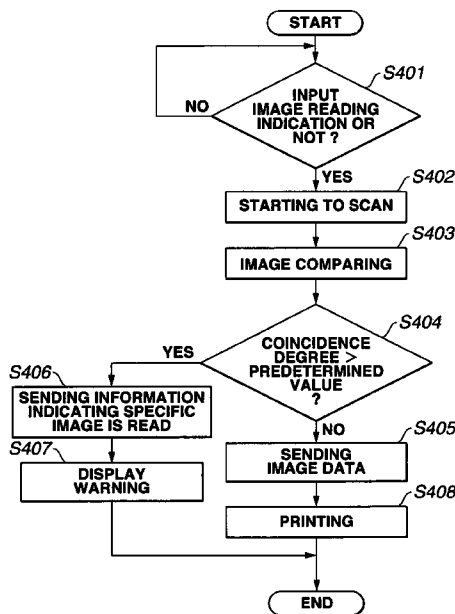 START
S401
INPUT
IMAGE READING
INDICATION OR
NOT ?
NO
YES
S402
STARTING TO SCAN
S403
IMAGE COMPARING
S404
COINCIDENCE
DEGREE >
PREDETERMINED
VALUE
?
YES
S406
SENDING INFORMATION
INDICATING SPECIFIC
IMAGE IS READ
NO
S405
SENDING
IMAGE DATA
S407
DISPLAY
WARNING
S408
PRINTING
END